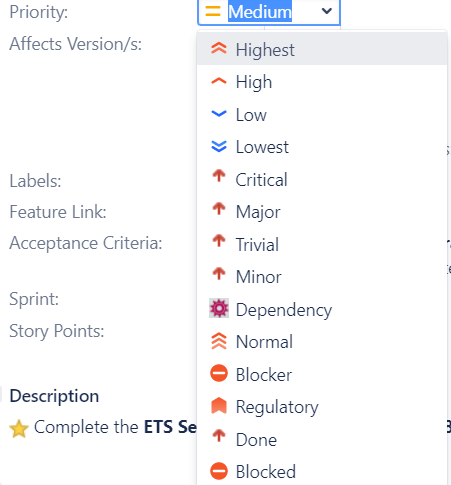 Priority: Medium
Affects Version/s:
Highest
High
Low
Lowest
Critical
Labels:
Major
Feature Link:
Trivial
Acceptance Criteria:
Minor
Sprint:
Dependency
Story Points:
Normal
Blocker
Description
Regulatory
Complete the ETS Se
Done
Blocked